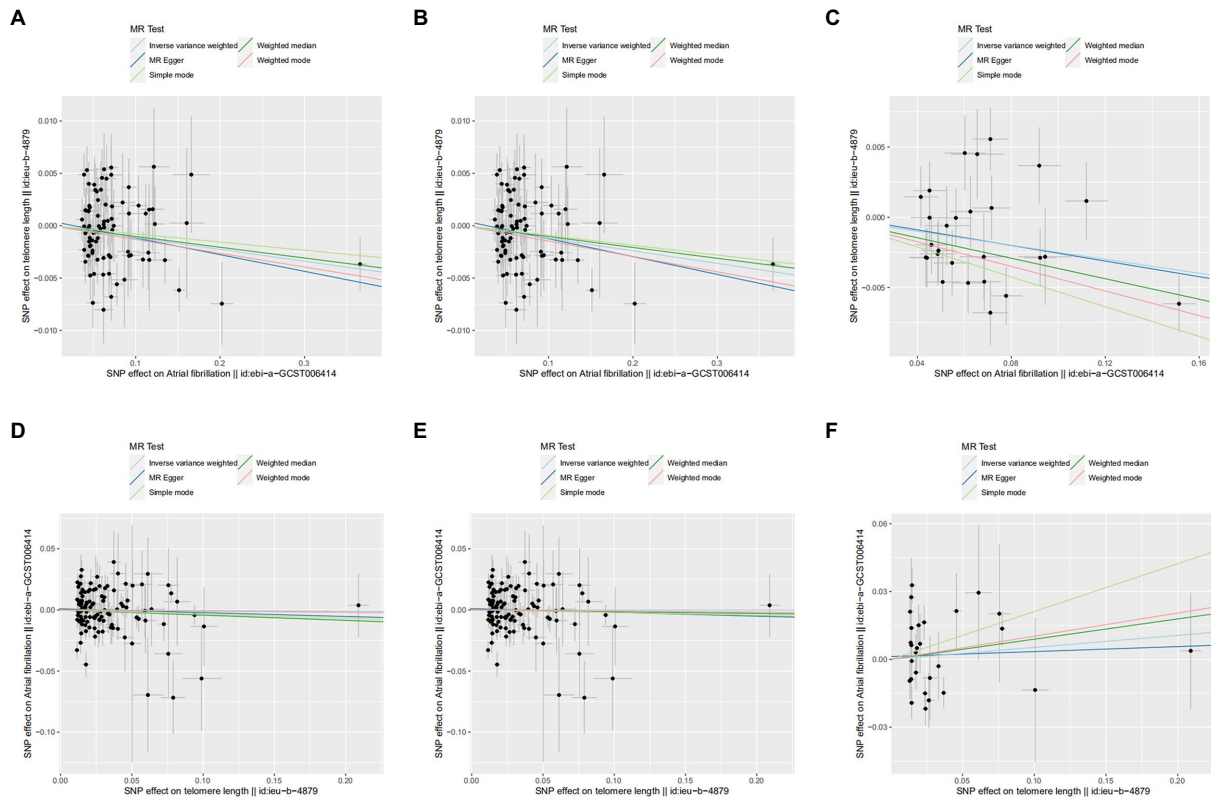 A
MR Test
Inverse variance weighted
Weighted median
MR Egger
Weighted mode
Simple mode
SNP effect on telomere length || id:ieu−b−4879
0.010
0.005
0.000
−0.005
−0.010
0.1
0.2
0.3
SNP effect on Atrial fibrillation || id:ebi−a−GCST006414
B
MR Test
Inverse variance weighted
Weighted median
MR Egger
Weighted mode
Simple mode
SNP effect on telomere length || id:ieu−b−4879
0.010
0.005
0.000
−0.005
−0.010
0.1
0.2
0.3
SNP effect on Atrial fibrillation || id:ebi−a−GCST006414
C
MR Test
Inverse variance weighted
Weighted median
MR Egger
Weighted mode
Simple mode
SNP effect on telomere length || id:ieu−b−4879
0.005
0.000
−0.005
0.04
0.08
0.12
0.16
SNP effect on Atrial fibrillation || id:ebi−a−GCST006414
D
MR Test
Inverse variance weighted
Weighted median
MR Egger
Weighted mode
Simple mode
SNP effect on Atrial fibrillation || id:ebi−a−GCST006414
0.05
0.00
−0.05
−0.10
0.00
0.05
0.10
0.15
0.20
SNP effect on telomere length || id:ieu−b−4879
E
MR Test
Inverse variance weighted
Weighted median
MR Egger
Weighted mode
Simple mode
SNP effect on Atrial fibrillation || id:ebi−a−GCST006414
0.05
0.00
−0.05
−0.10
0.00
0.05
0.10
0.15
0.20
SNP effect on telomere length || id:ieu−b−4879
F
MR Test
Inverse variance weighted
Weighted median
MR Egger
Weighted mode
Simple mode
SNP effect on Atrial fibrillation || id:ebi−a−GCST006414
0.06
0.03
0.00
−0.03
0.05
0.10
0.15
0.20
SNP effect on telomere length || id:ieu−b−4879